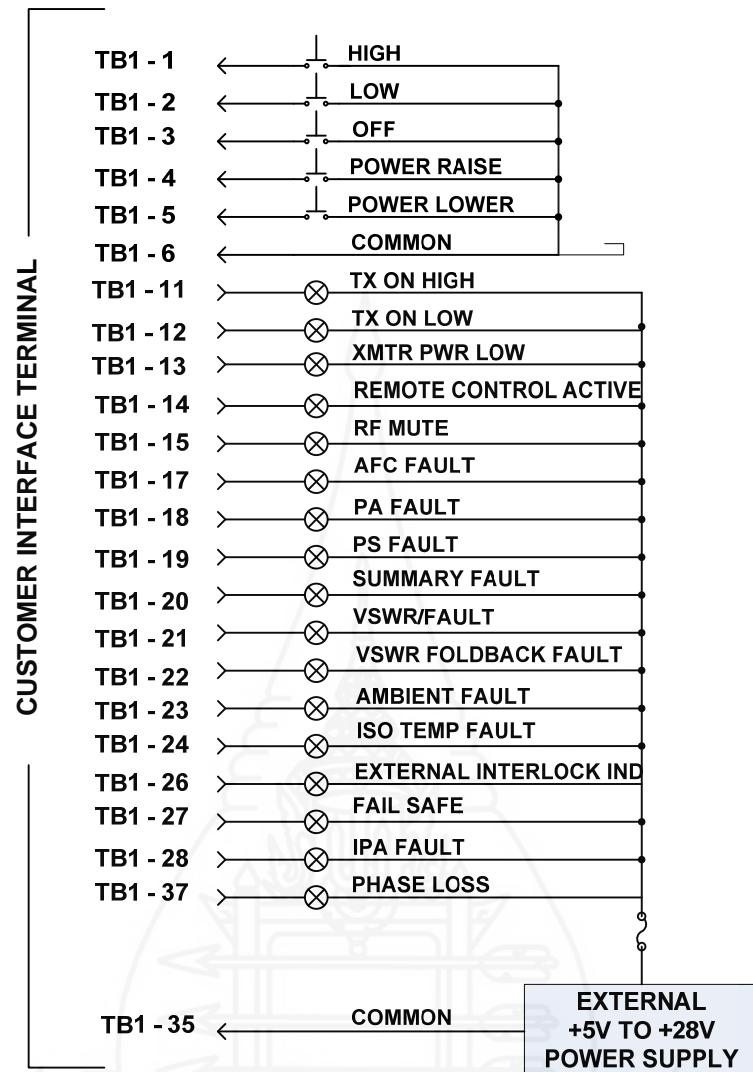 CUSTOMER INTERFACE TERMINAL
TB1 - 1 HIGH
TB1 - 2 LOW
TB1 - 3 OFF
TB1 - 4 POWER RAISE
TB1 - 5 POWER LOWER
TB1 - 6 COMMON
TB1 - 11 TX ON HIGH
TB1 - 12 TX ON LOW
TB1 - 13 XMTR PWR LOW
TB1 - 14 REMOTE CONTROL ACTIVE
TB1 - 15 RF MUTE
TB1 - 17 AFC FAULT
TB1 - 18 PA FAULT
TB1 - 19 PS FAULT
TB1 - 20 SUMMARY FAULT
TB1 - 21 VSWR/FAULT
TB1 - 22 VSWR FOLDBACK FAULT
TB1 - 23 AMBIENT FAULT
TB1 - 24 ISO TEMP FAULT
TB1 - 26 EXTERNAL INTERLOCK IND
TB1 - 27 FAIL SAFE
TB1 - 28 IPA FAULT
TB1 - 37 PHASE LOSS
TB1 - 35 COMMON
EXTERNAL
+5V TO +28V
POWER SUPPLY